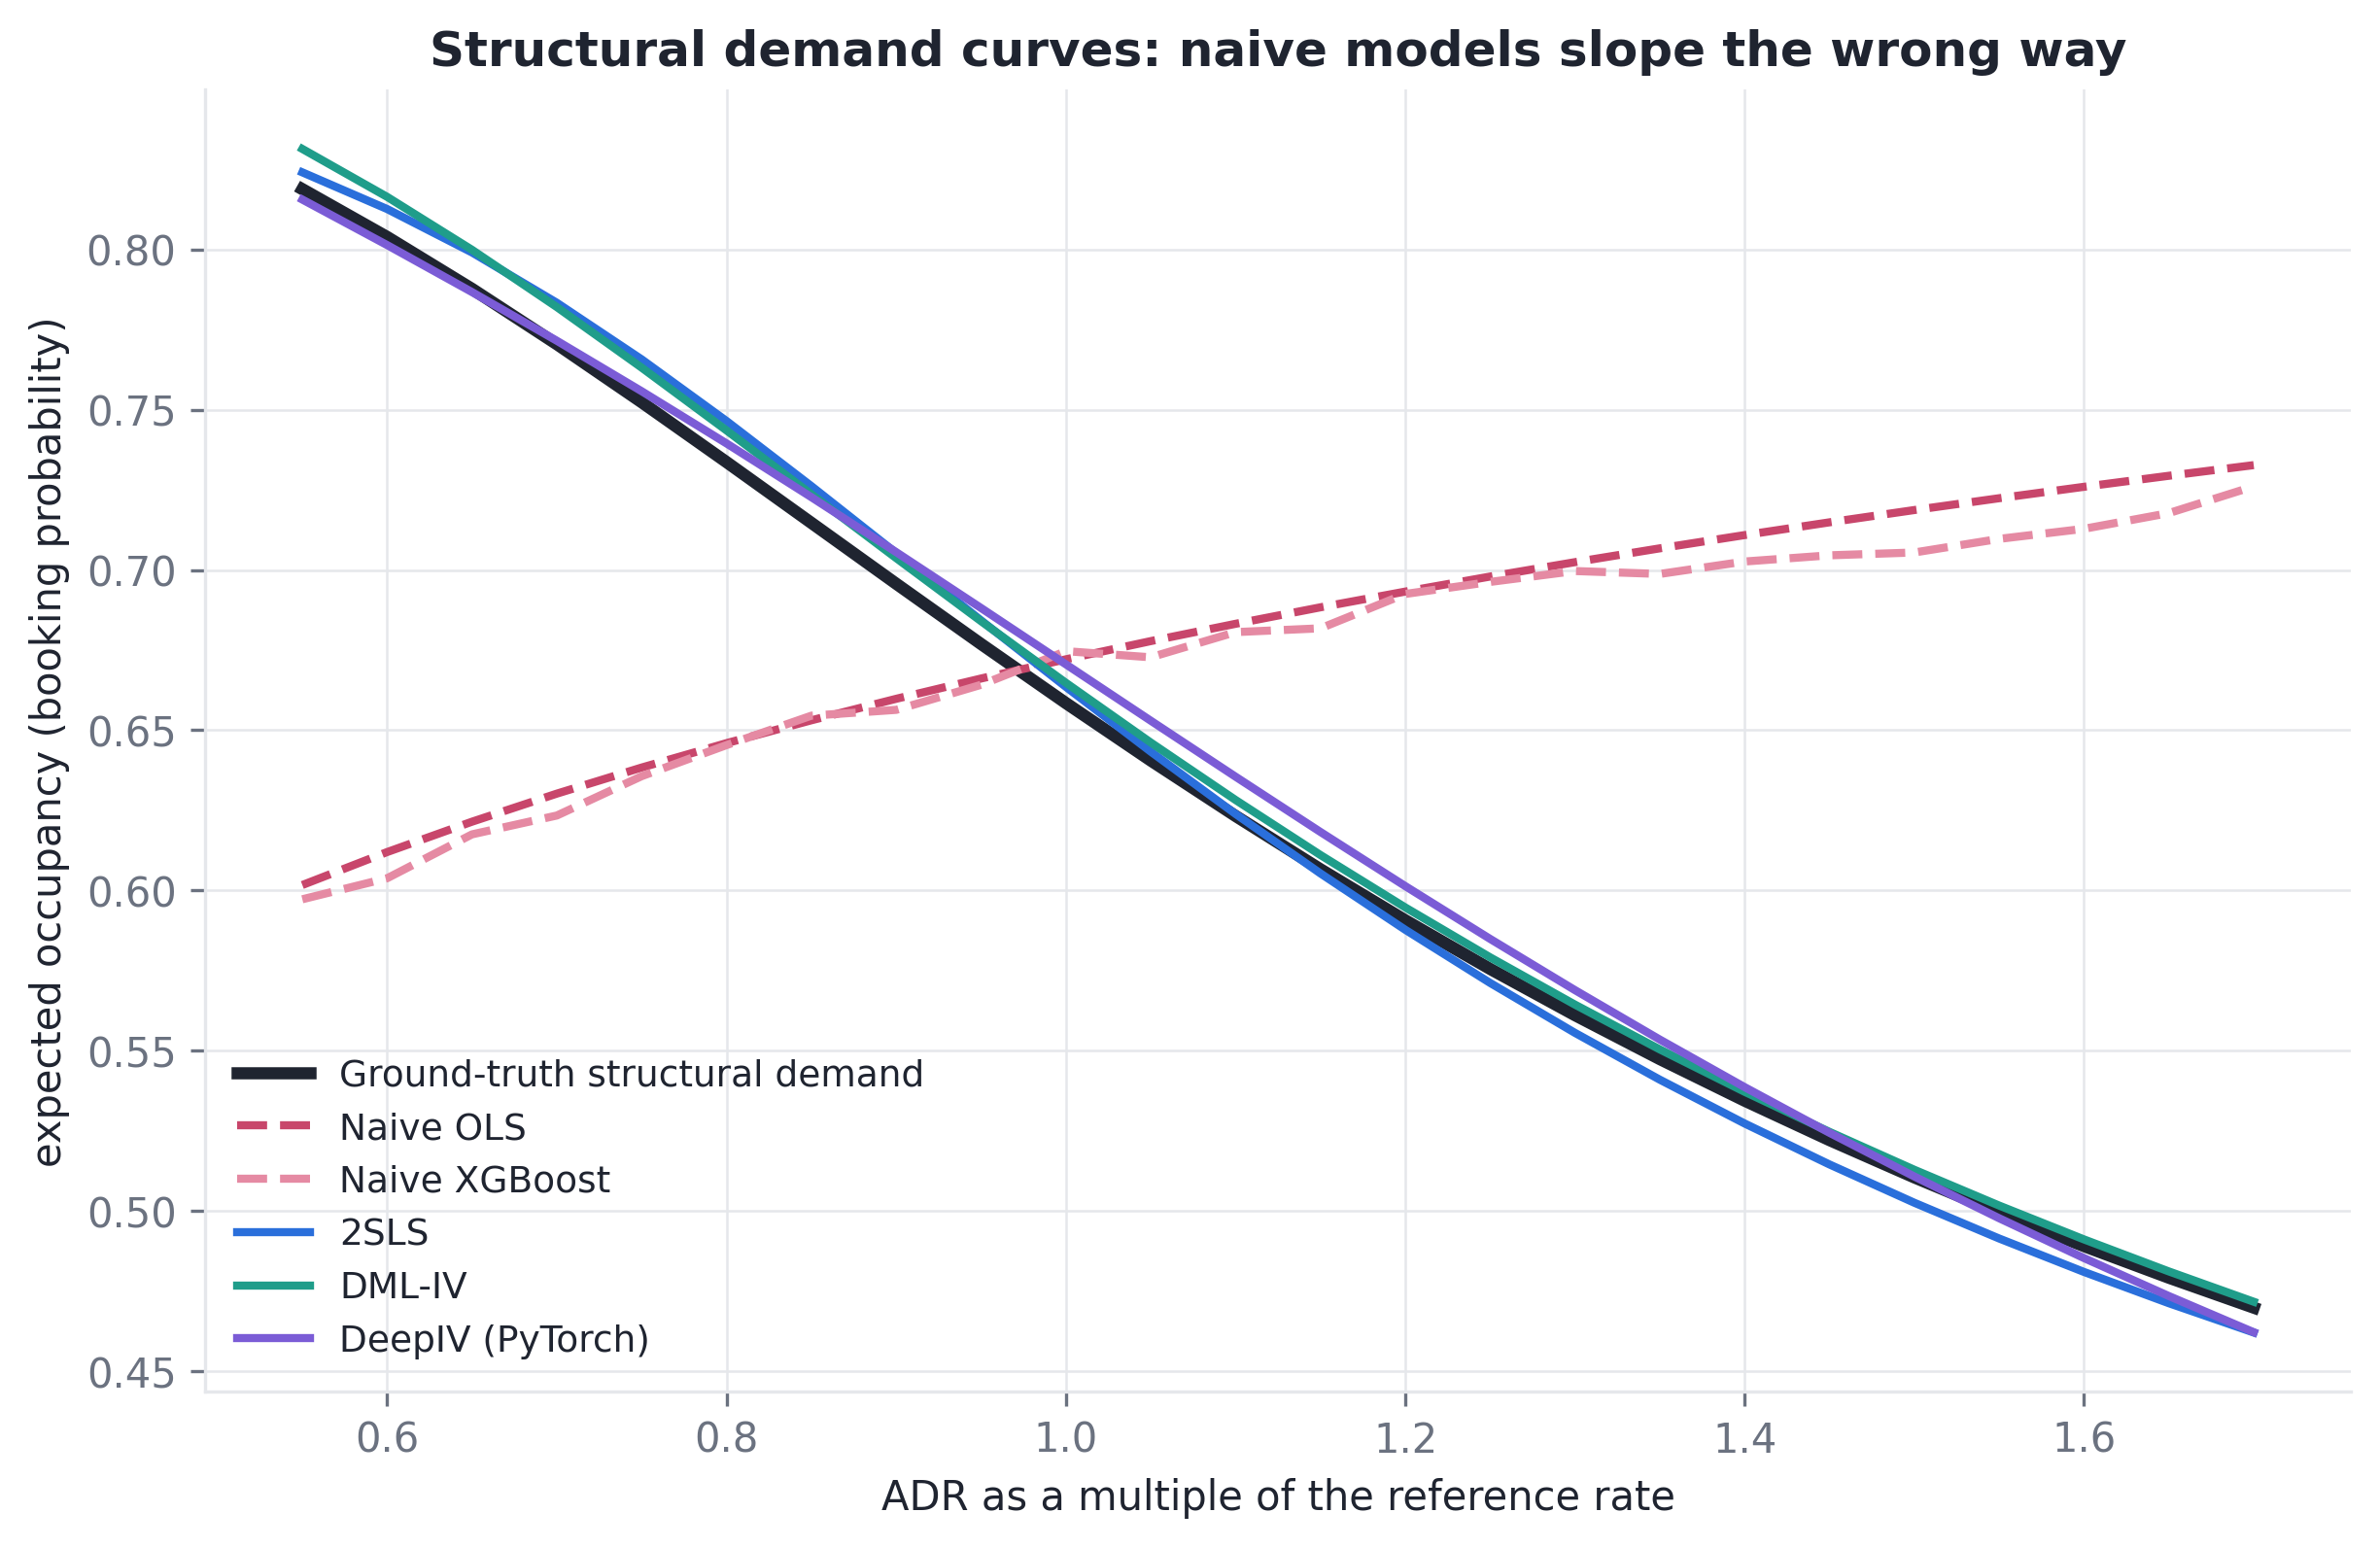 Structural demand curves: naive models slope the wrong way
expected occupancy (booking probability)
0.80
0.75
0.70
0.65
0.60
0.55
0.50
0.45
Ground-truth structural demand
Naive OLS
Naive XGBoost
2SLS
DML-IV
DeepIV (PyTorch)
0.6 0.8 1.0 1.2 1.4 1.6
ADR as a multiple of the reference rate